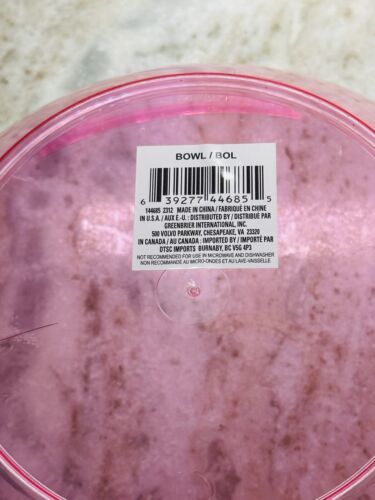 BOWL / BOL
6 39277 44685 5
144685 2312 MADE IN CHINA / FABRIQUÉ EN CHINE
IN U.S.A. / AUX É.-U. : DISTRIBUTED BY / DISTRIBUÉ PAR
GREENBRIER INTERNATIONAL, INC.
500 VOLVO PARKWAY, CHESAPEAKE, VA 23320
IN CANADA / AU CANADA : IMPORTED BY / IMPORTÉ PAR
DTSC IMPORTS BURNABY, BC V5G 4P3
NOT RECOMMENDED FOR USE IN MICROWAVE AND DISHWASHER
NON RECOMMANDÉ AU MICRO-ONDES ET AU LAVE-VAISSELLE